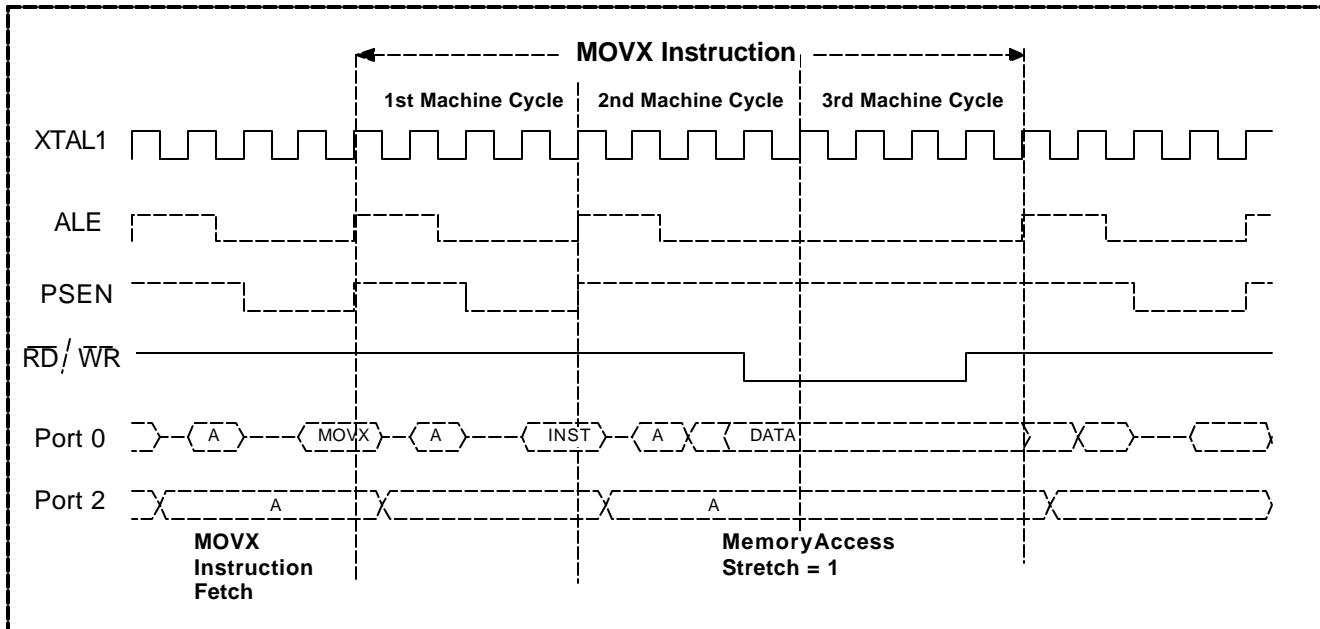 MOVX Instruction
1st Machine Cycle 2nd Machine Cycle 3rd Machine Cycle
XTAL1
ALE
PSEN
RD/ WR
Port 0 A MOVX A INST A DATA
Port 2 A A
MOVX
Instruction
Fetch
MemoryAccess
Stretch = 1